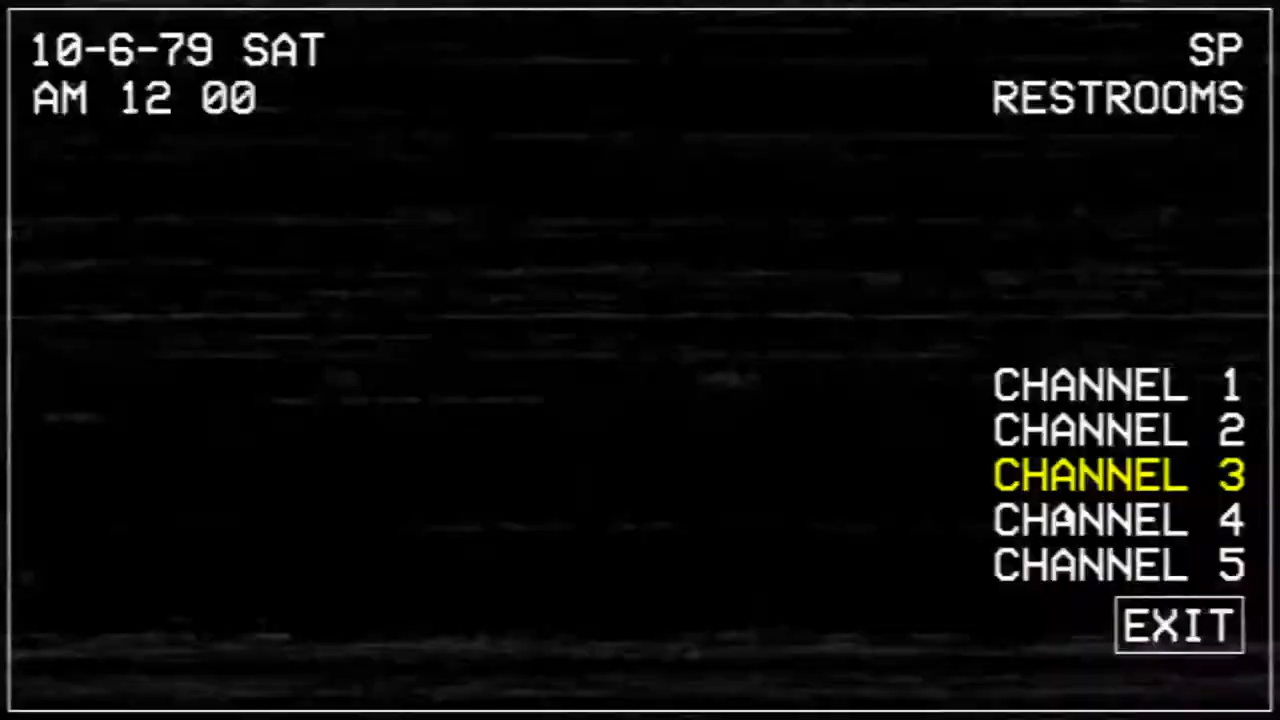 10-6-79 SAT
AM 12 00
SP
RESTROOMS
CHANNEL 1
CHANNEL 2
CHANNEL 3
CHANNEL 4
CHANNEL 5
EXIT